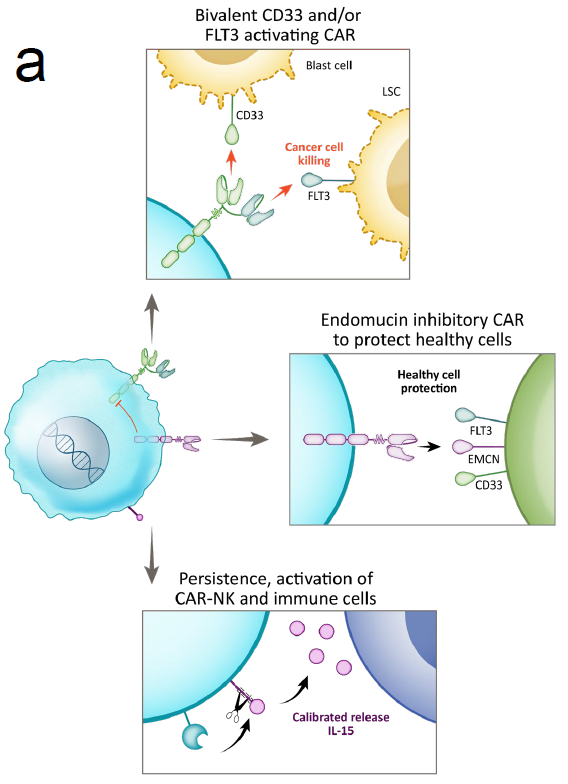 Bivalent CD33 and/or
FLT3 activating CAR
a
Blast cell
LSC
CD33
Cancer cell
killing
FLT3
Endomucin inhibitory CAR
to protect healthy cells
Healthy cell
protection
FLT3
EMCN
CD33
Persistence, activation of
CAR-NK and immune cells
Calibrated release
IL-15